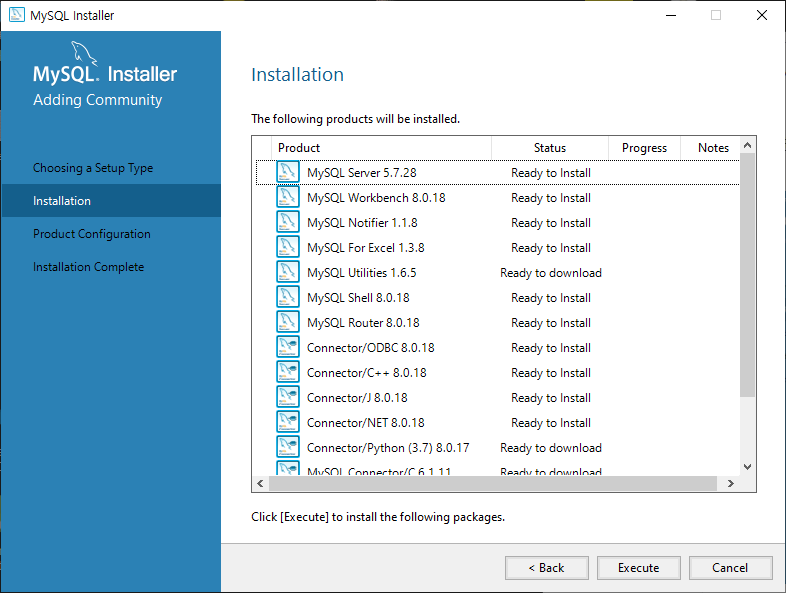 MySQL Installer
MySQL. Installer
Adding Community
Choosing a Setup Type
Installation
Product Configuration
Installation Complete
Installation
The following products will be installed.
Product Status Progress Notes
MySQL Server 5.7.28 Ready to Install
MySQL Workbench 8.0.18 Ready to Install
MySQL Notifier 1.1.8 Ready to Install
MySQL For Excel 1.3.8 Ready to Install
MySQL Utilities 1.6.5 Ready to download
MySQL Shell 8.0.18 Ready to Install
MySQL Router 8.0.18 Ready to Install
Connector/ODBC 8.0.18 Ready to Install
Connector/C++ 8.0.18 Ready to Install
Connector/J 8.0.18 Ready to Install
Connector/NET 8.0.18 Ready to Install
Connector/Python (3.7) 8.0.17 Ready to download
MySQL Connector/C 6.1.11 Ready to download
Click [Execute] to install the following packages.
< Back Execute Cancel